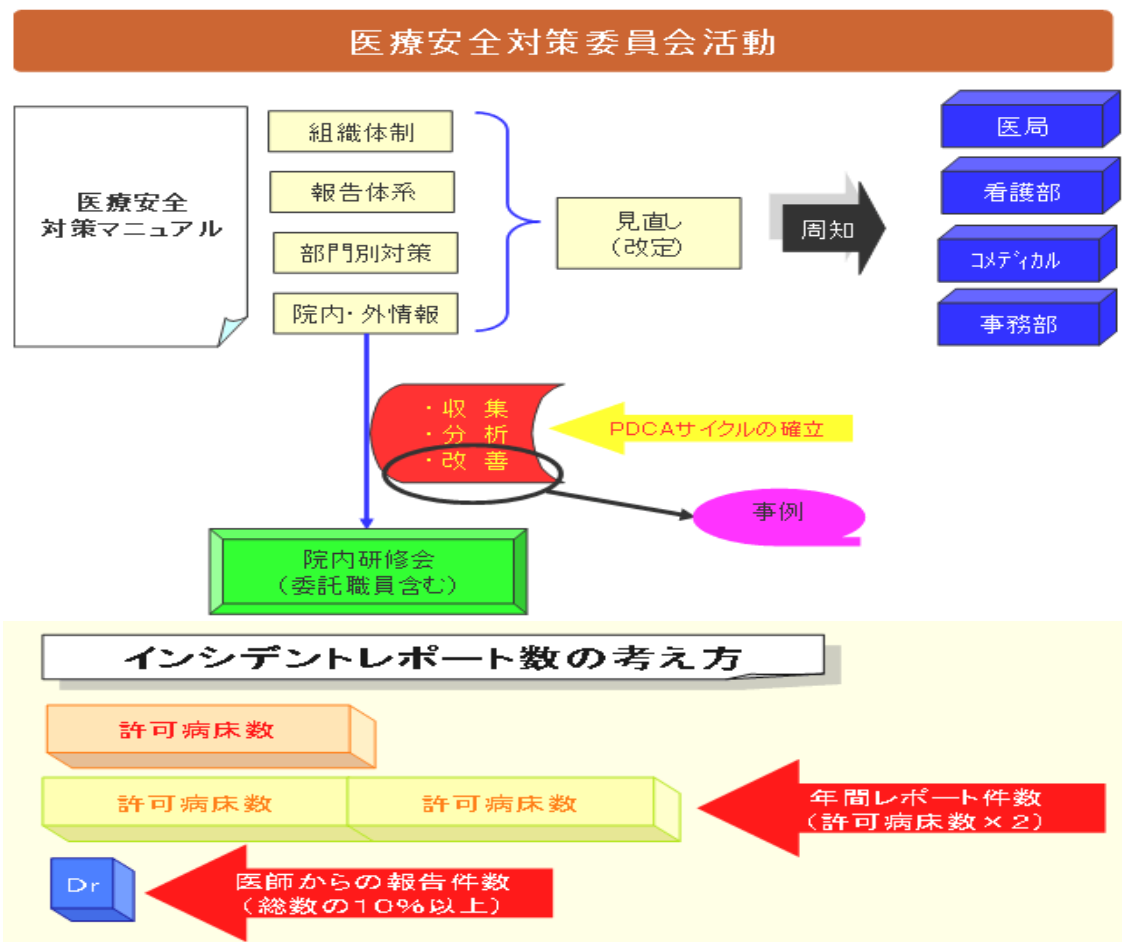 医療安全対策委員会活動
医療安全
対策マニュアル
組織体制
報告体系
部門別対策
院内・外情報
見直し
(改定)
周知
医局
看護部
コメディカル
事務部
・収 集
・分 析
・改 善
PDCAサイクルの確立
事例
院内研修会
(委託職員含む)
インシデントレポート数の考え方
許可病床数
許可病床数
許可病床数
年間レポート件数
(許可病床数×2)
Dr
医師からの報告件数
(総数の10%以上)